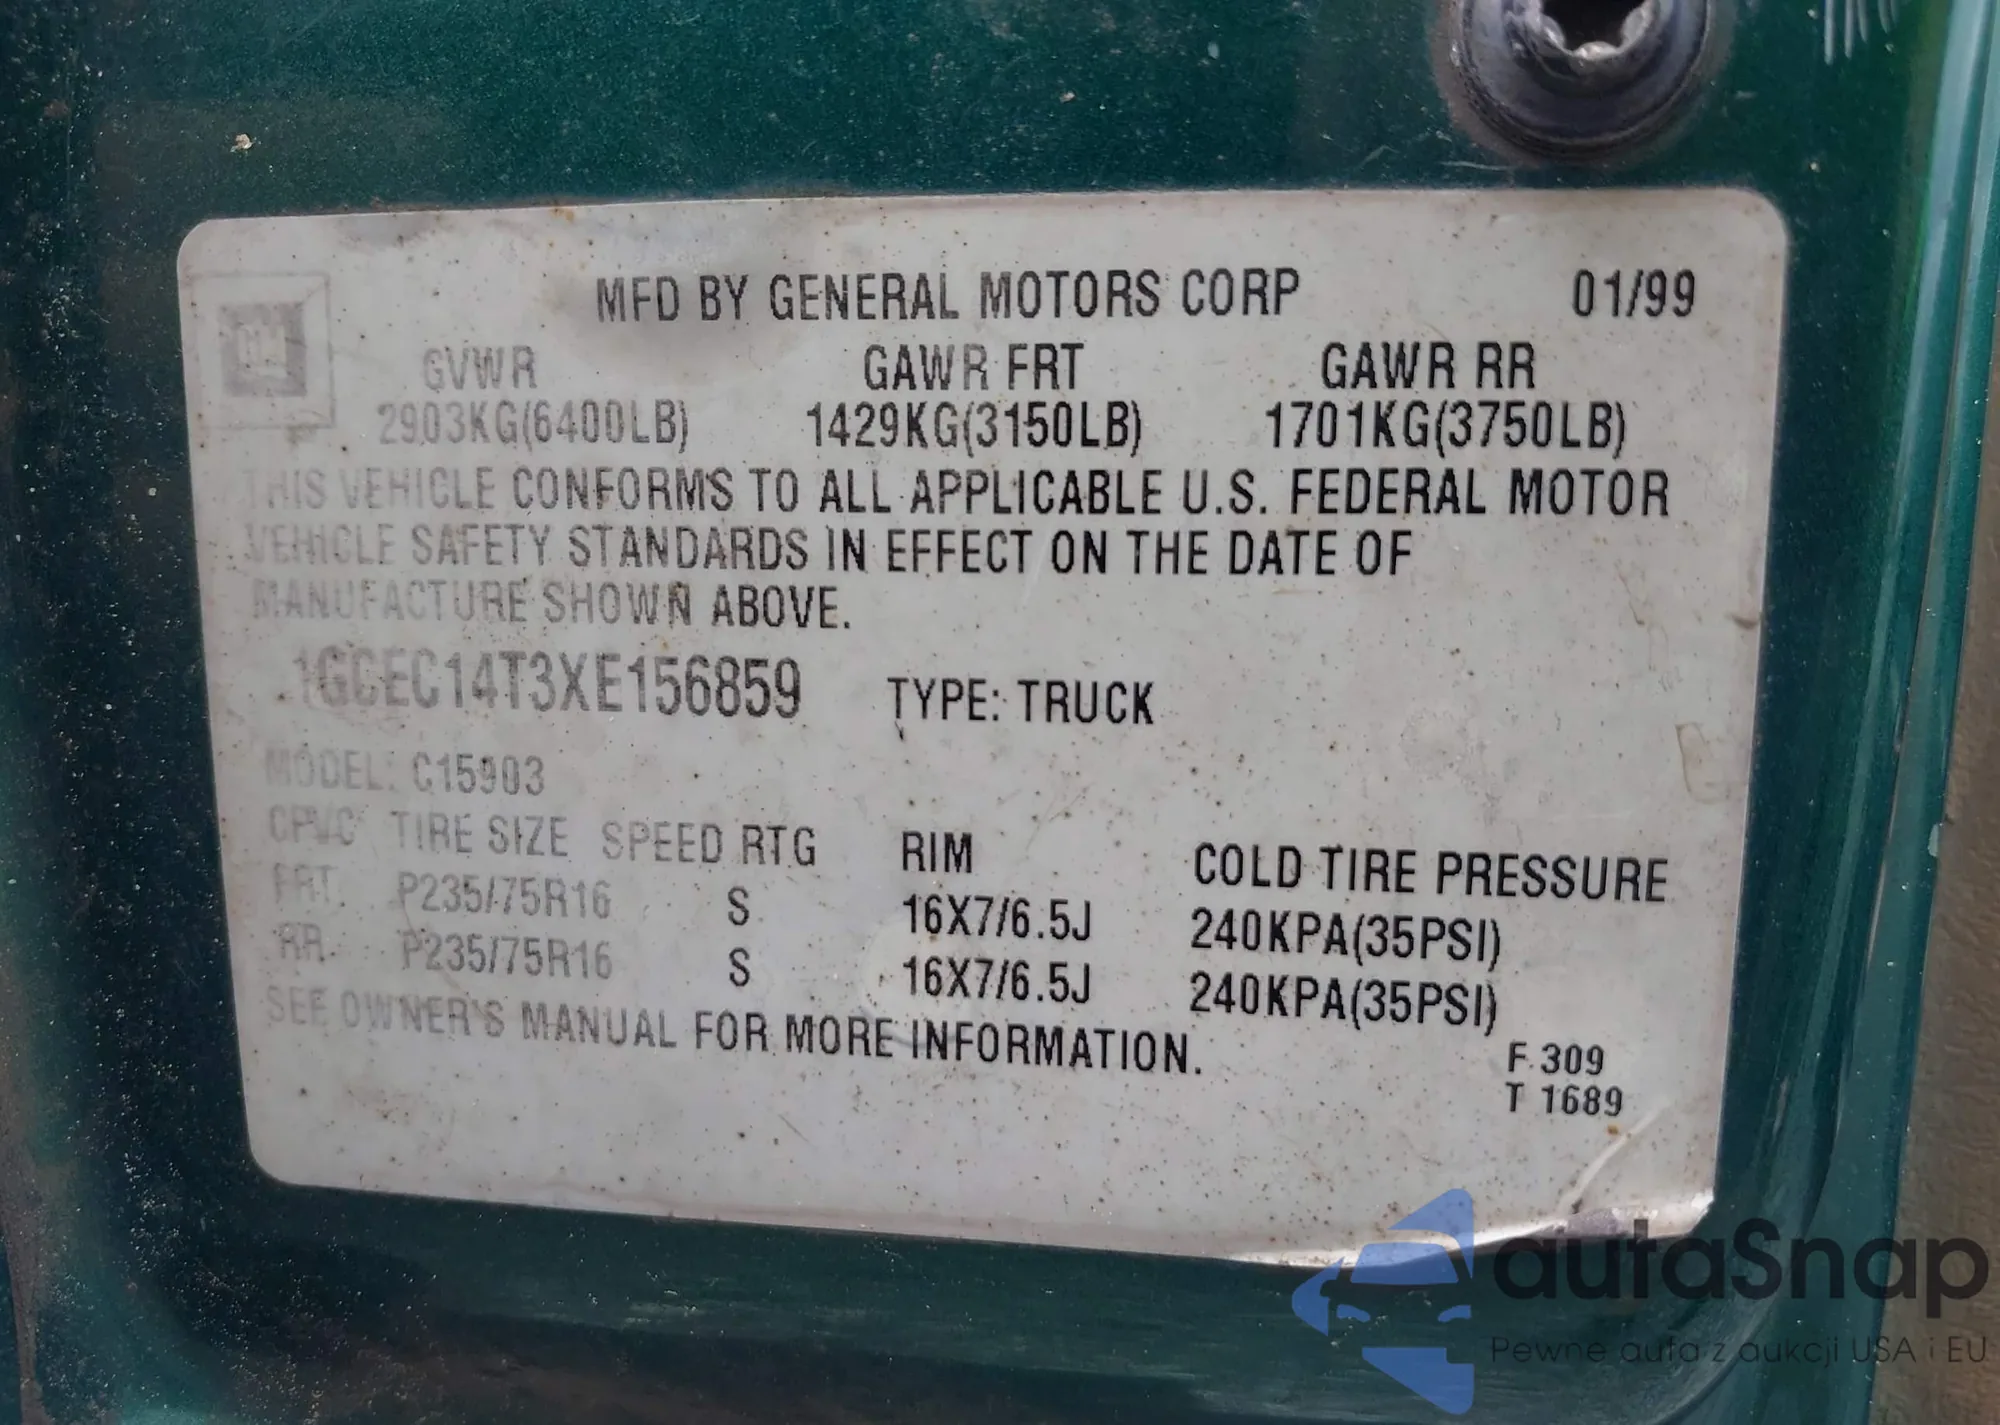 GM
MFD BY GENERAL MOTORS CORP 01/99
GVWR GAWR FRT GAWR RR
2903KG(6400LB) 1429KG(3150LB) 1701KG(3750LB)
THIS VEHICLE CONFORMS TO ALL APPLICABLE U.S. FEDERAL MOTOR
VEHICLE SAFETY STANDARDS IN EFFECT ON THE DATE OF
MANUFACTURE SHOWN ABOVE.
1GCEC14T3XE156859 TYPE: TRUCK
MODEL: C15903
CPVC TIRE SIZE SPEED RTG RIM COLD TIRE PRESSURE
FRT. P235/75R16 S 16X7/6.5J 240KPA(35PSI)
RR. P235/75R16 S 16X7/6.5J 240KPA(35PSI)
SEE OWNER'S MANUAL FOR MORE INFORMATION.
F 309
T 1689
autaSnap
Pewne auta z aukcji USA i EU